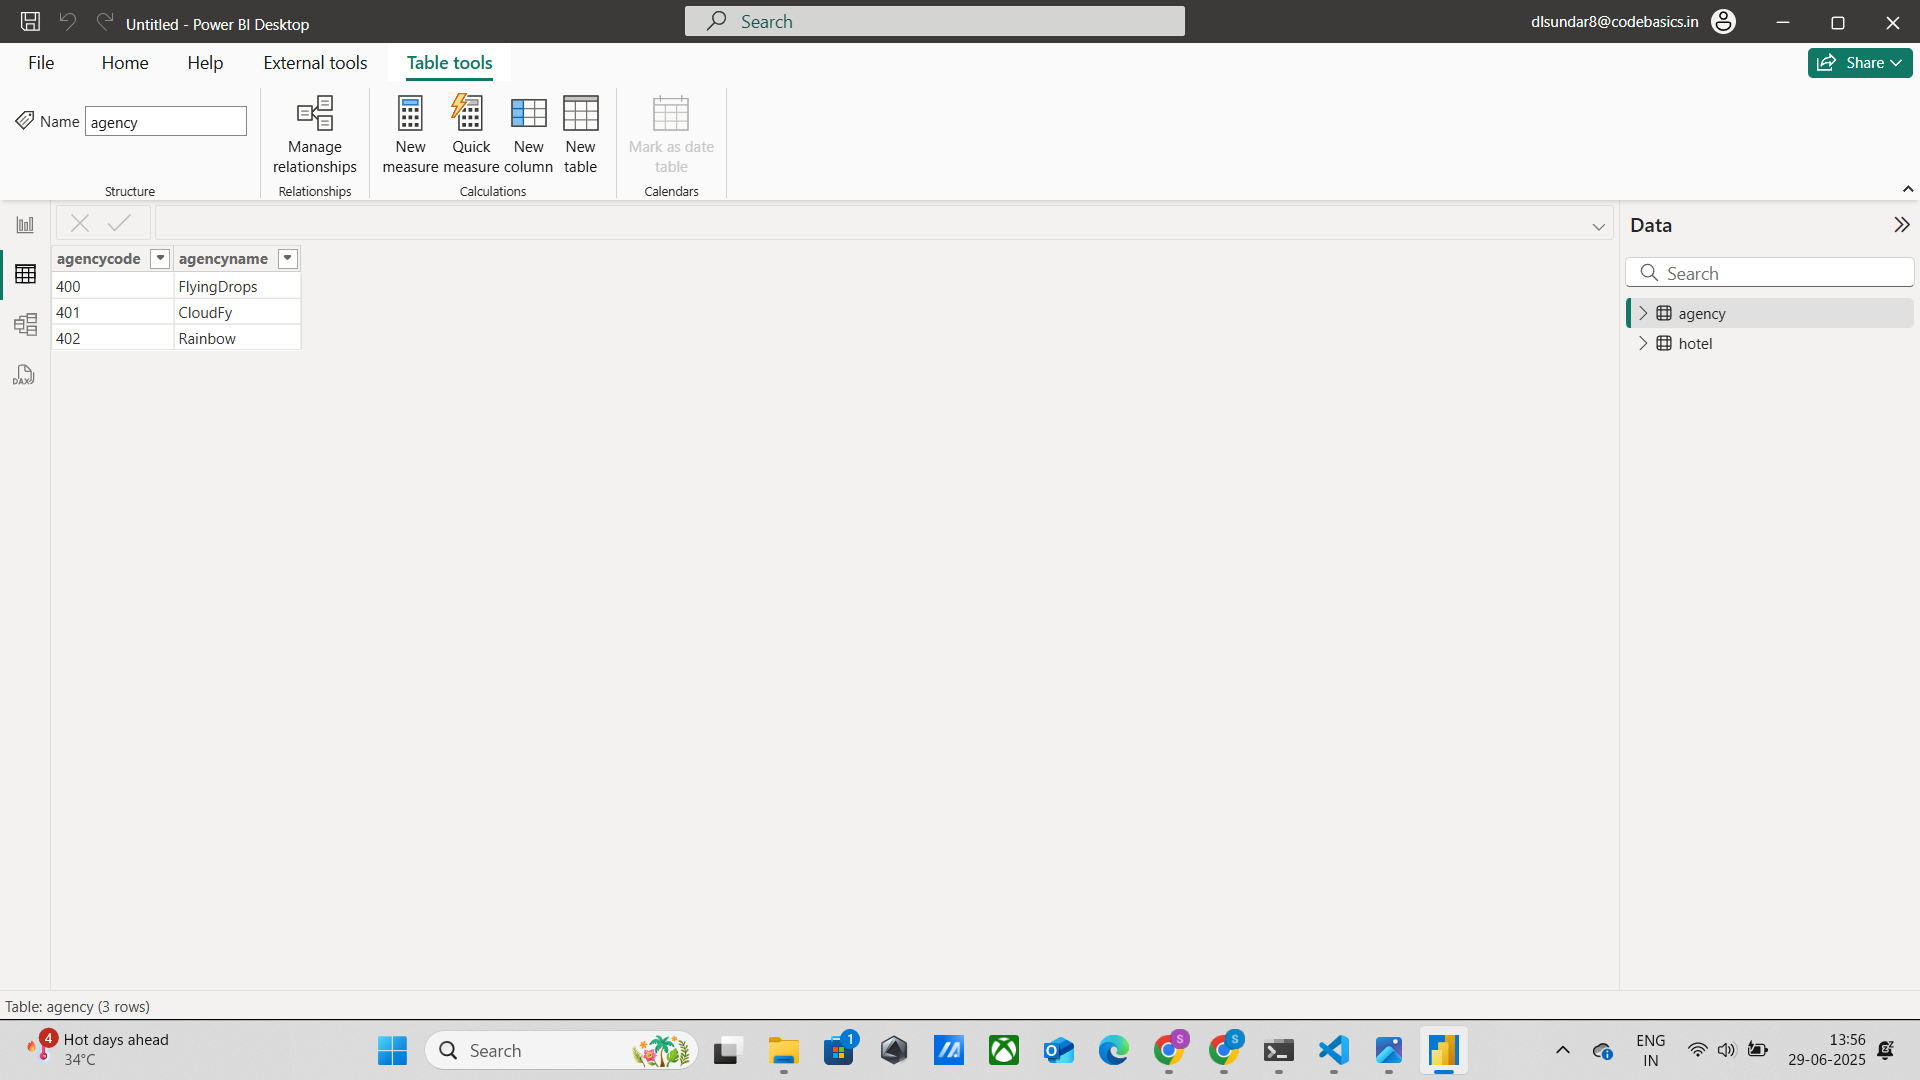 Untitled - Power BI Desktop
Search
dlsundar8@codebasics.in
File
Home
Help
External tools
Table tools
Share
Name
agency
Manage
relationships
New
measure
Quick
measure
New
column
New
table
Mark as date
table
Structure
Relationships
Calculations
Calendars
DAX
agencycode
agencyname
400
FlyingDrops
401
CloudFy
402
Rainbow
Data
Search
agency
hotel
Table: agency (3 rows)
4
Hot days ahead
34°C
Search
1
S
S
ENG
IN
13:56
29-06-2025